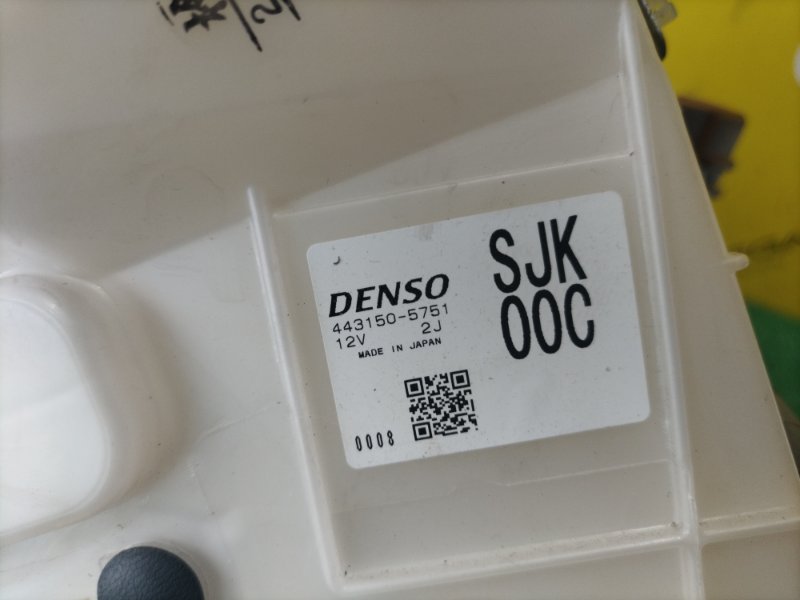 DENSO
443150-5751
12V 2J
MADE IN JAPAN
SJK
00C
0008